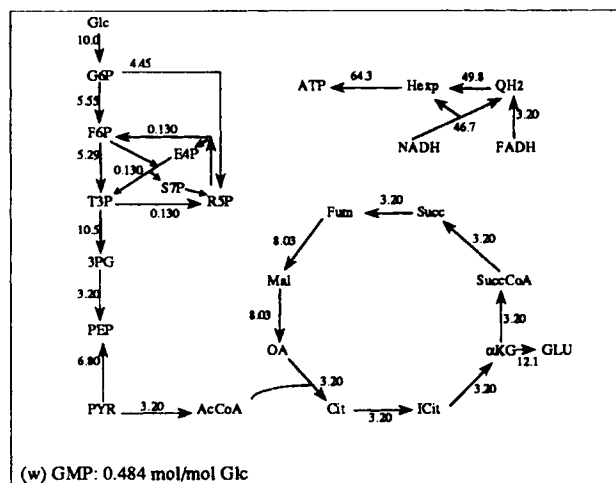 Glc
10.0
G6P 4.45
5.55
F6P 0.130
5.29 0.130 E4P
S7P
T3P 0.130 R5P
10.5
3PG
3.20
PEP
6.80
PYR 3.20 AcCoA
ATP 64.3 Hexp 49.8 QH2
46.7 3.20
NADH FADH
Fum 3.20 Succ
8.03 3.20
Mal SuccCoA
8.03 3.20
OA αKG GLU
12.1
3.20 3.20
Cit 3.20 ICit
(w) GMP: 0.484 mol/mol Glc